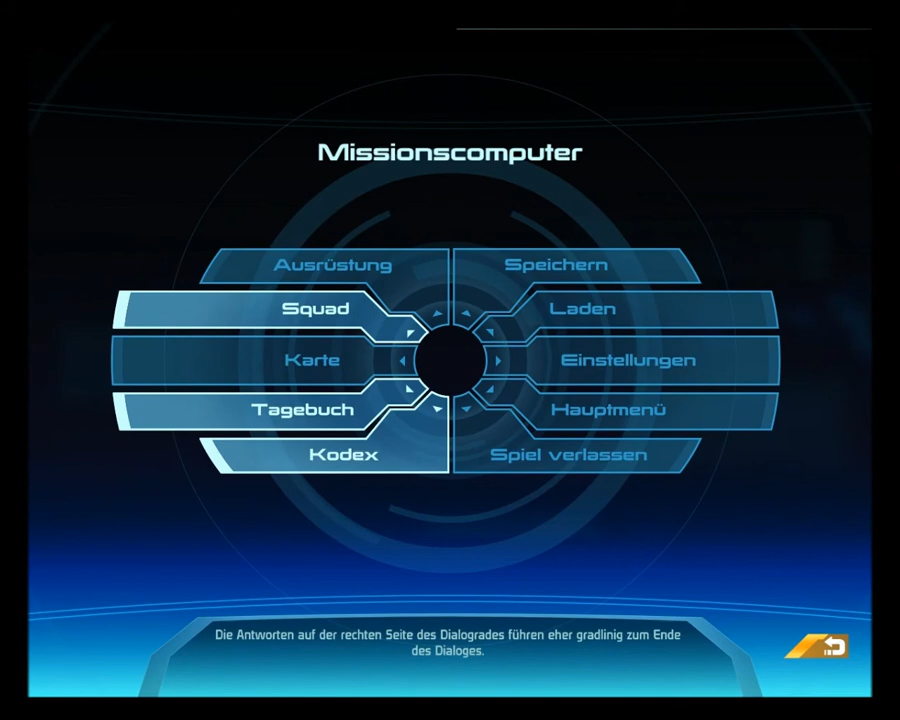 Missionscomputer
Ausrüstung
Speichern
Squad
Laden
Karte
Einstellungen
Tagebuch
Hauptmenü
Kodex
Spiel verlassen
Die Antworten auf der rechten Seite des Dialogrades führen eher gradlinig zum Ende
des Dialoges.